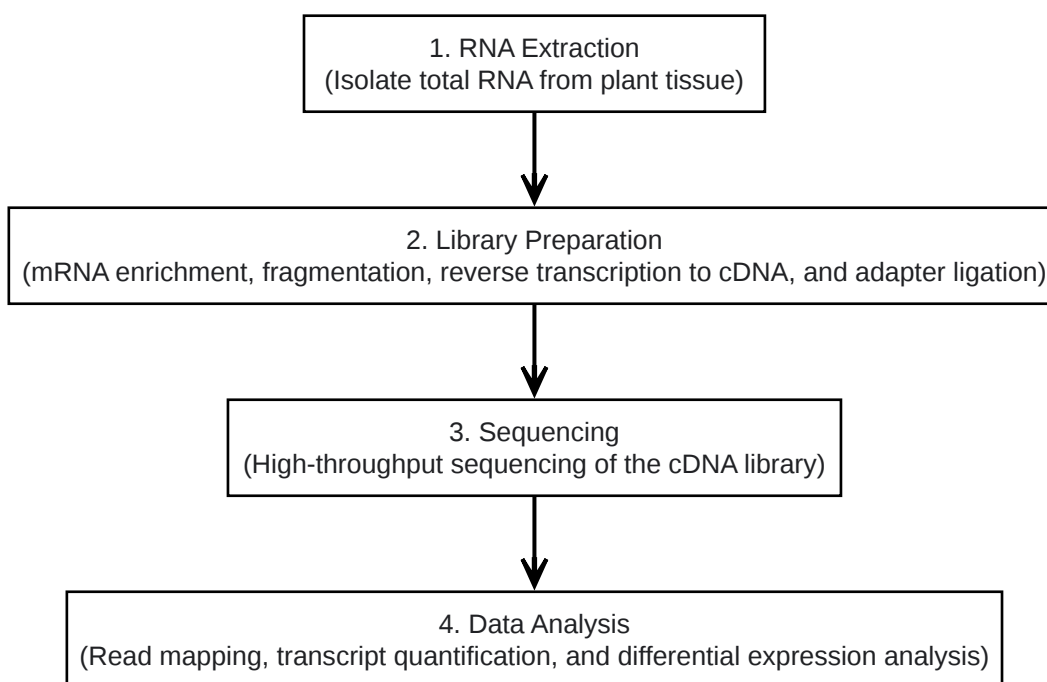 1. RNA Extraction
(Isolate total RNA from plant tissue)
2. Library Preparation
(mRNA enrichment, fragmentation, reverse transcription to cDNA, and adapter ligation)
3. Sequencing
(High-throughput sequencing of the cDNA library)
4. Data Analysis
(Read mapping, transcript quantification, and differential expression analysis)